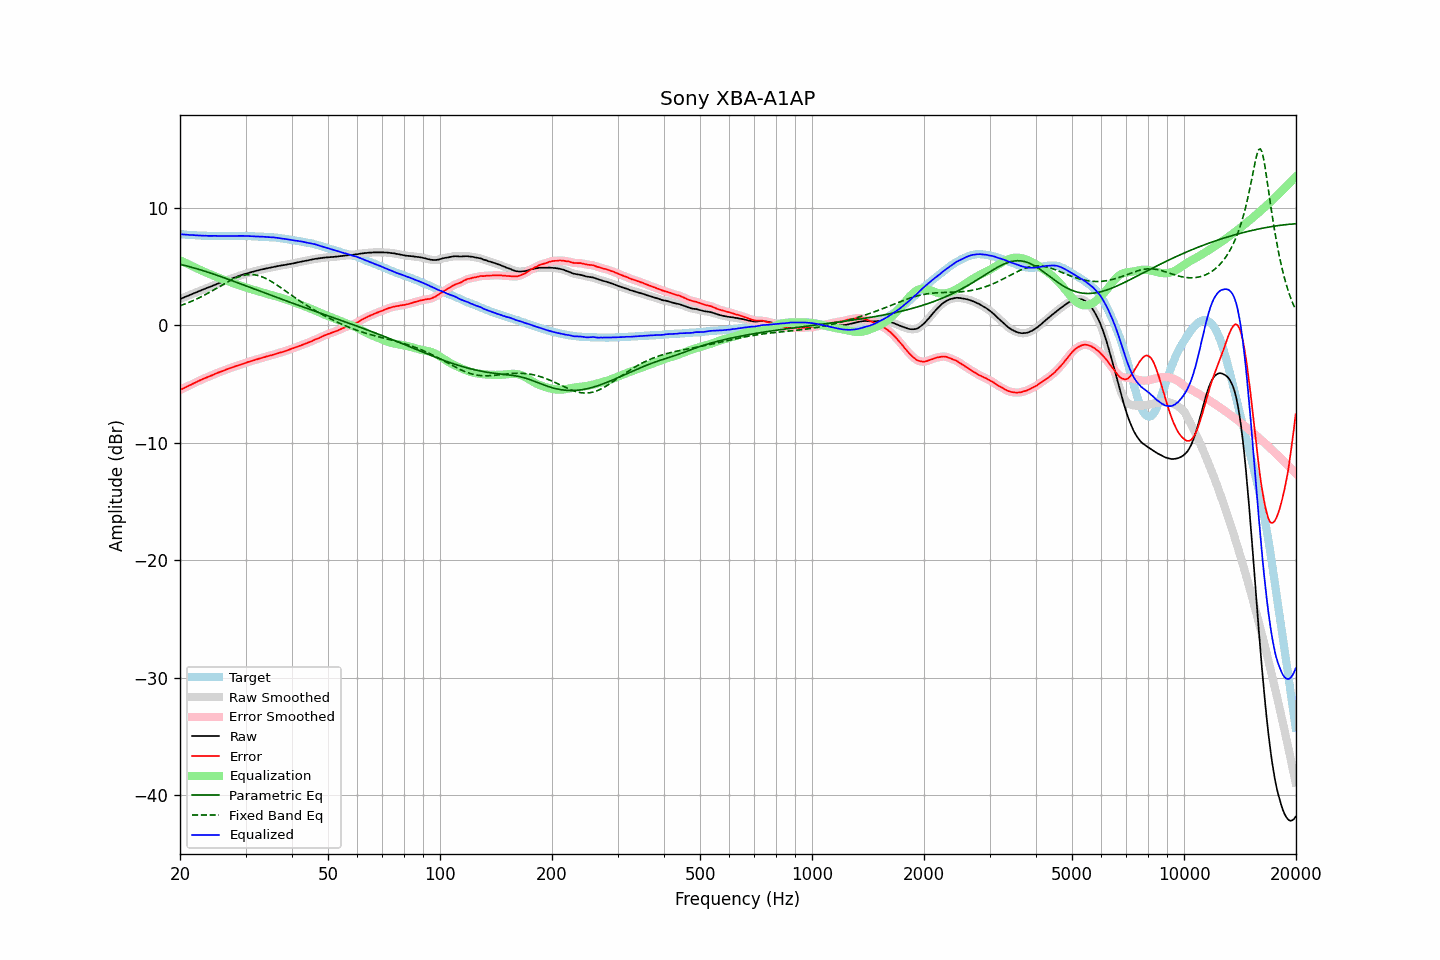 Sony XBA-A1AP
Amplitude (dBr)
10
0
−10
−20
−30
−40
Target
Raw Smoothed
Error Smoothed
Raw
Error
Equalization
Parametric Eq
Fixed Band Eq
Equalized
20 50 100 200 500 1000 2000 5000 10000 20000
Frequency (Hz)